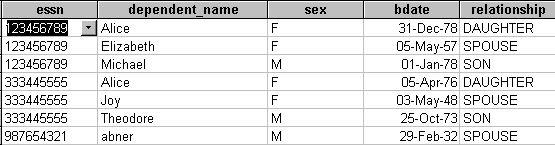 essn dependent_name sex bdate relationship
123456789 Alice F 31-Dec-78 DAUGHTER
123456789 Elizabeth F 05-May-57 SPOUSE
123456789 Michael M 01-Jan-78 SON
333445555 Alice F 05-Apr-76 DAUGHTER
333445555 Joy F 03-May-48 SPOUSE
333445555 Theodore M 25-Oct-73 SON
987654321 abner M 29-Feb-32 SPOUSE